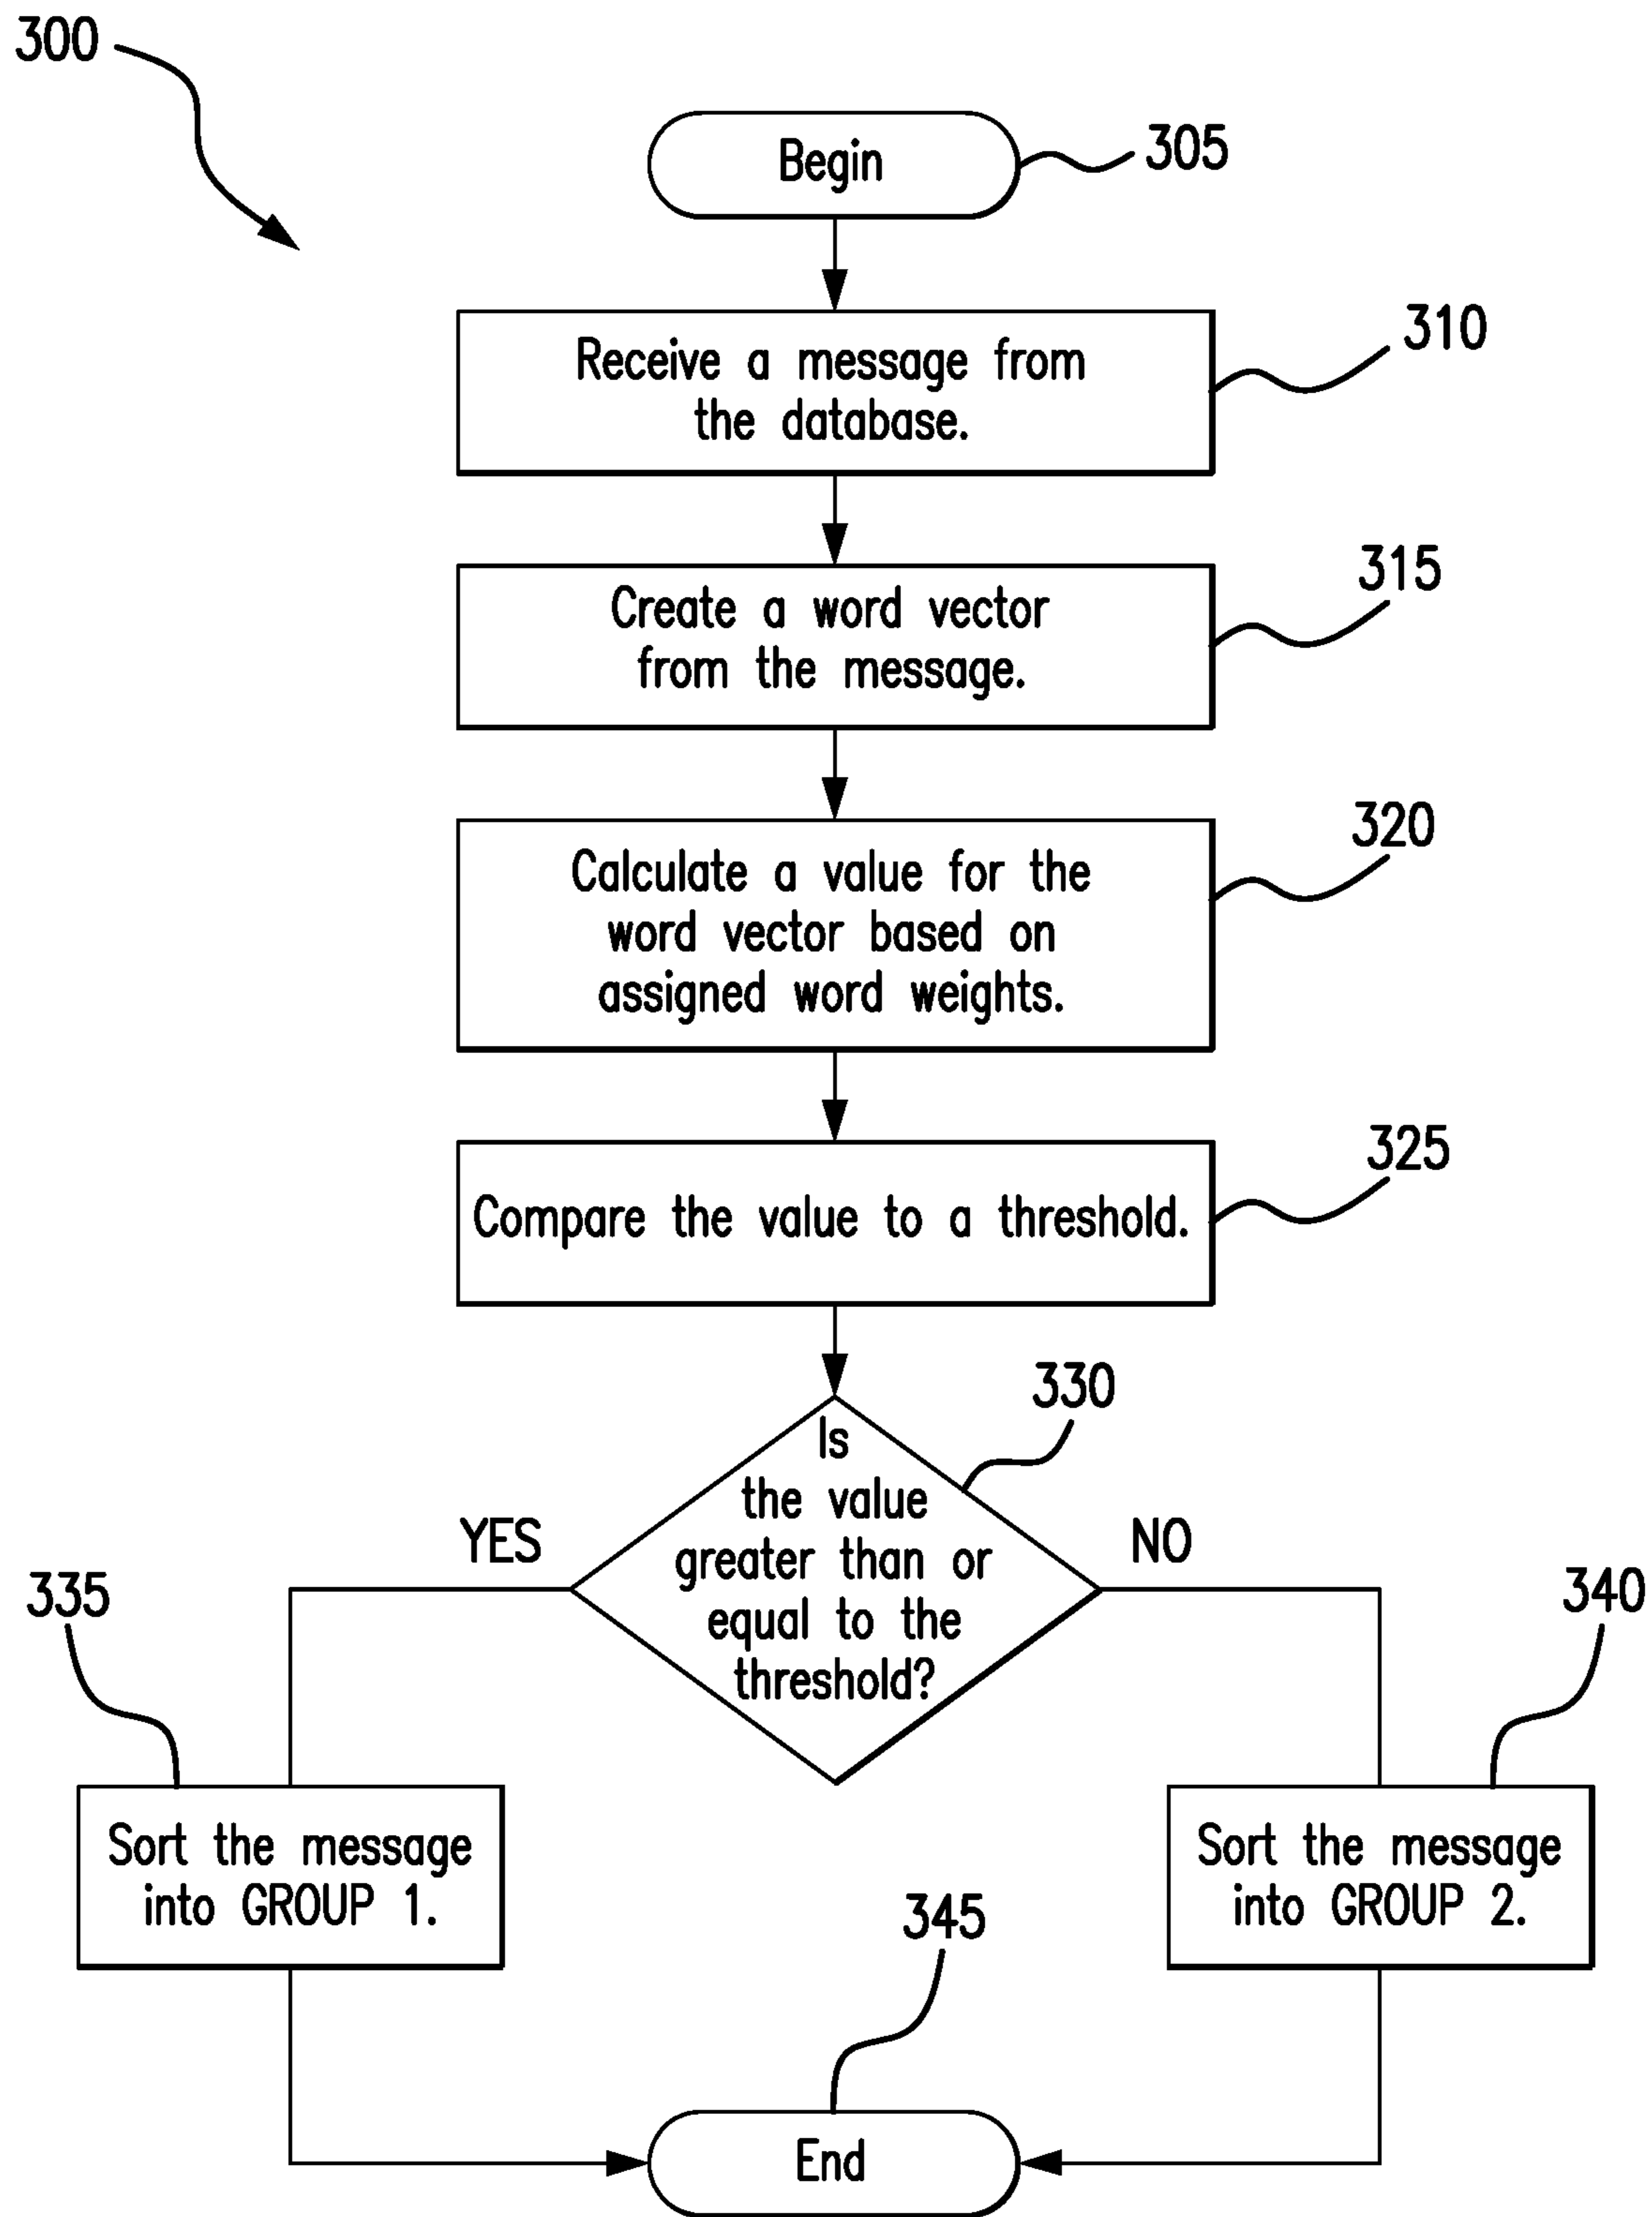 300
Begin
305
Receive a message from
the database.
310
Create a word vector
from the message.
315
Calculate a value for the
word vector based on
assigned word weights.
320
Compare the value to a threshold.
325
330
Is
the value
greater than or
equal to the
threshold?
YES
NO
335
Sort the message
into GROUP 1.
340
Sort the message
into GROUP 2.
345
End